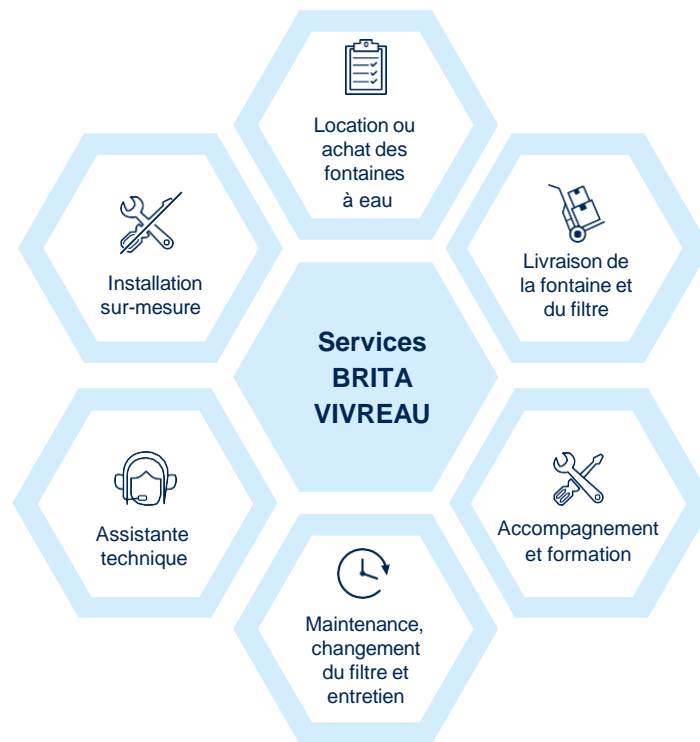 Location ou
achat des
fontaines
à eau
Livraison de
la fontaine et
du filtre
Installation
sur-mesure
Services
BRITA
VIVREAU
Accompagnement
et formation
Assistante
technique
Maintenance,
changement
du filtre et
entretien